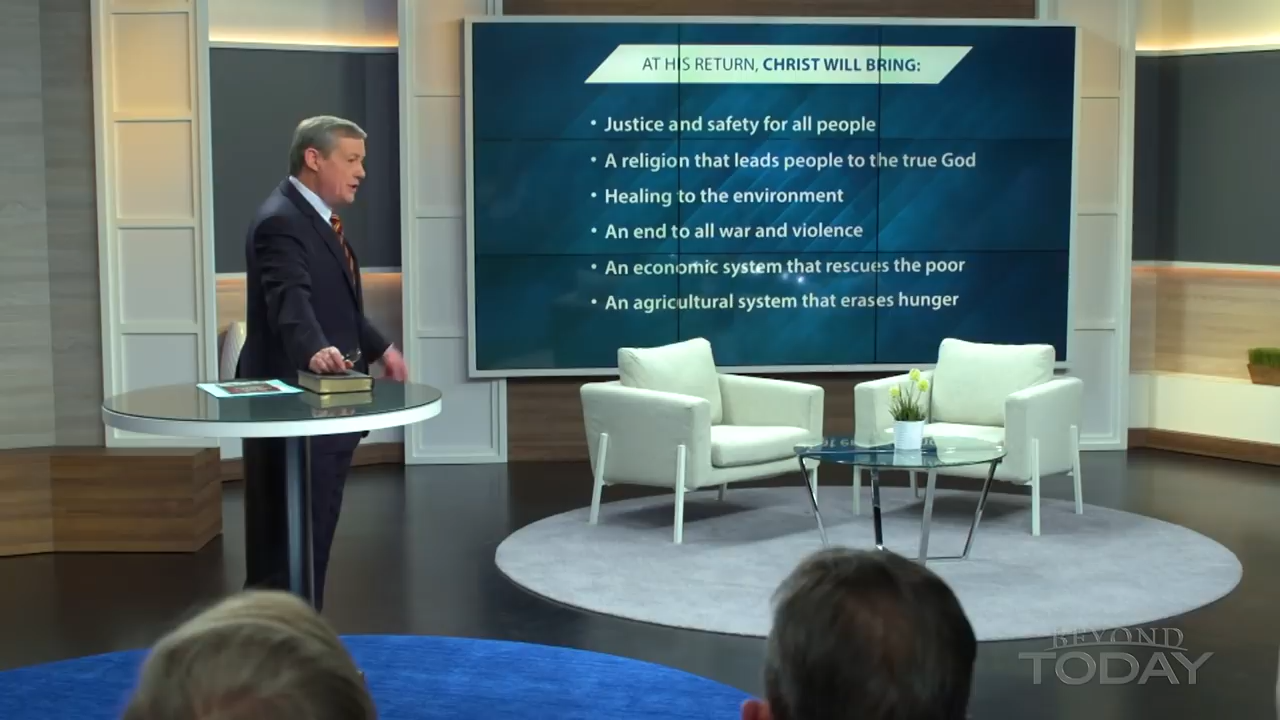 AT HIS RETURN, CHRIST WILL BRING:
• Justice and safety for all people
• A religion that leads people to the true God
• Healing to the environment
• An end to all war and violence
• An economic system that rescues the poor
• An agricultural system that erases hunger
BEYOND
TODAY